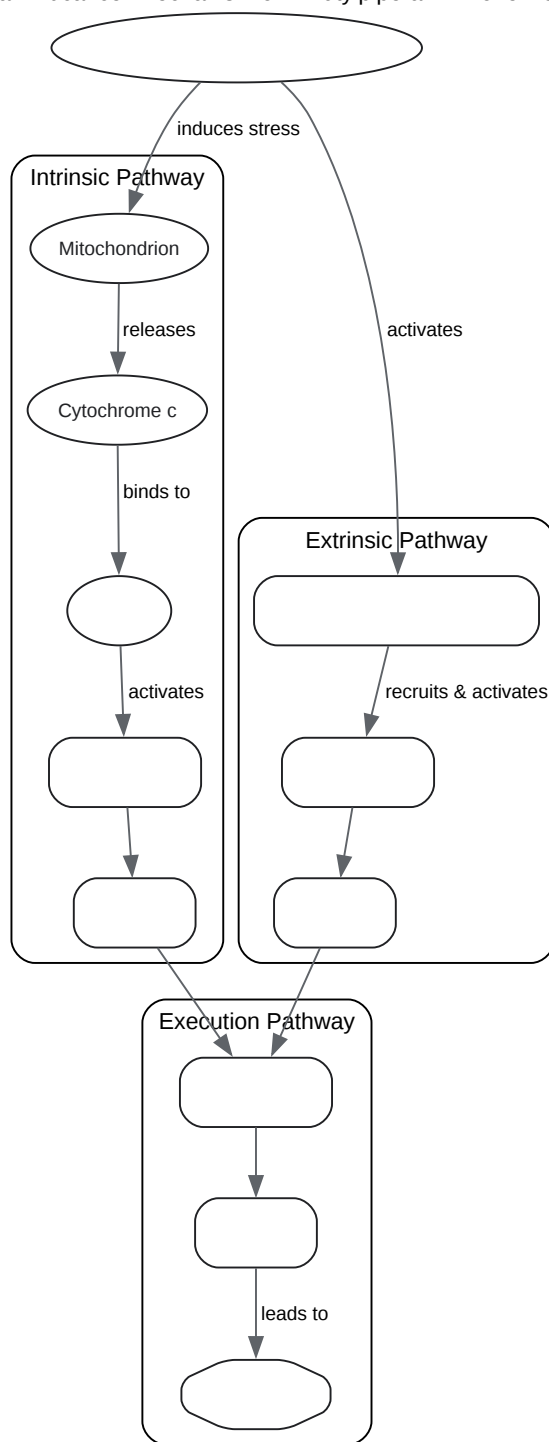 induces stress
Intrinsic Pathway
Mitochondrion
releases
activates
Cytochrome c
binds to
Extrinsic Pathway
activates
recruits & activates
Execution Pathway
leads to